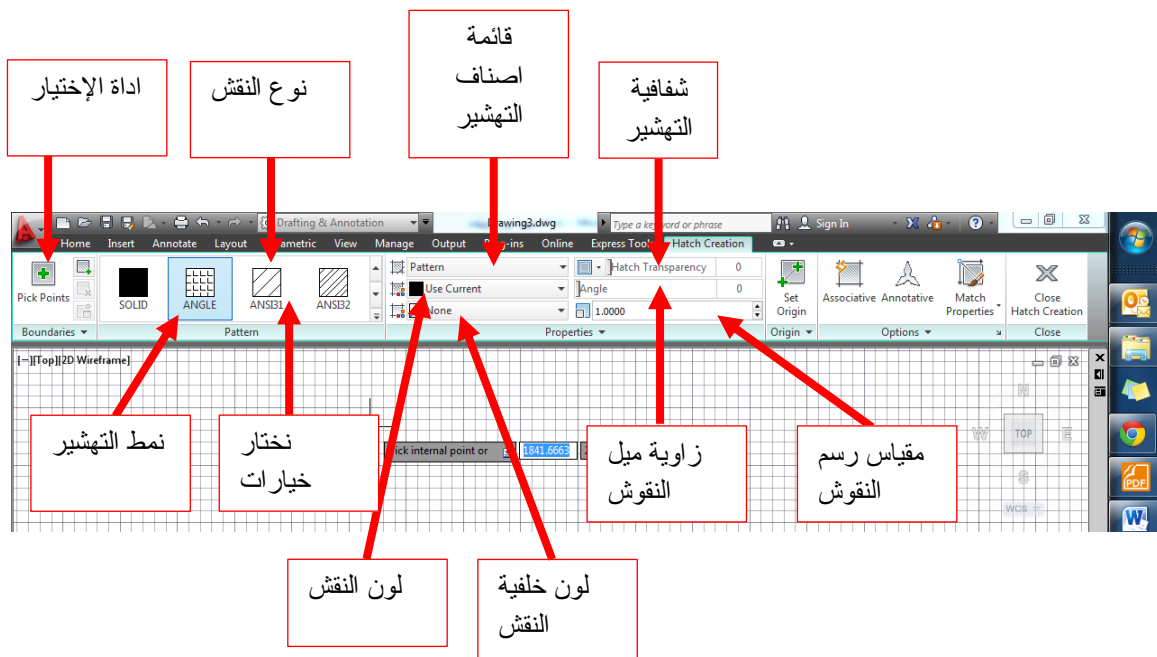 قائمة
اصناف
التهشير
اداة الإختيار
نوع النقش
شفافية
التهشير
Drafting & Annotation
Drawing3.dwg
Type a keyword or phrase
Sign In
Home Insert Annotate Layout Parametric View Manage Output Plug-ins Online Express Tools Hatch Creation
Pick Points
SOLID
ANGLE
ANSI31
ANSI32
Pattern
Use Current
None
Hatch Transparency 0
Angle 0
1.0000
Set
Origin
Associative
Annotative
Match
Properties
Close
Hatch Creation
Boundaries
Pattern
Properties
Origin
Options
Close
[−][Top][2D Wireframe]
N
W
TOP
E
S
WCS
Pick internal point or
1841.6663
نمط التهشير
نختار
خيارات
زاوية ميل
النقوش
مقياس رسم
النقوش
لون النقش
لون خلفية
النقش
PDF
W